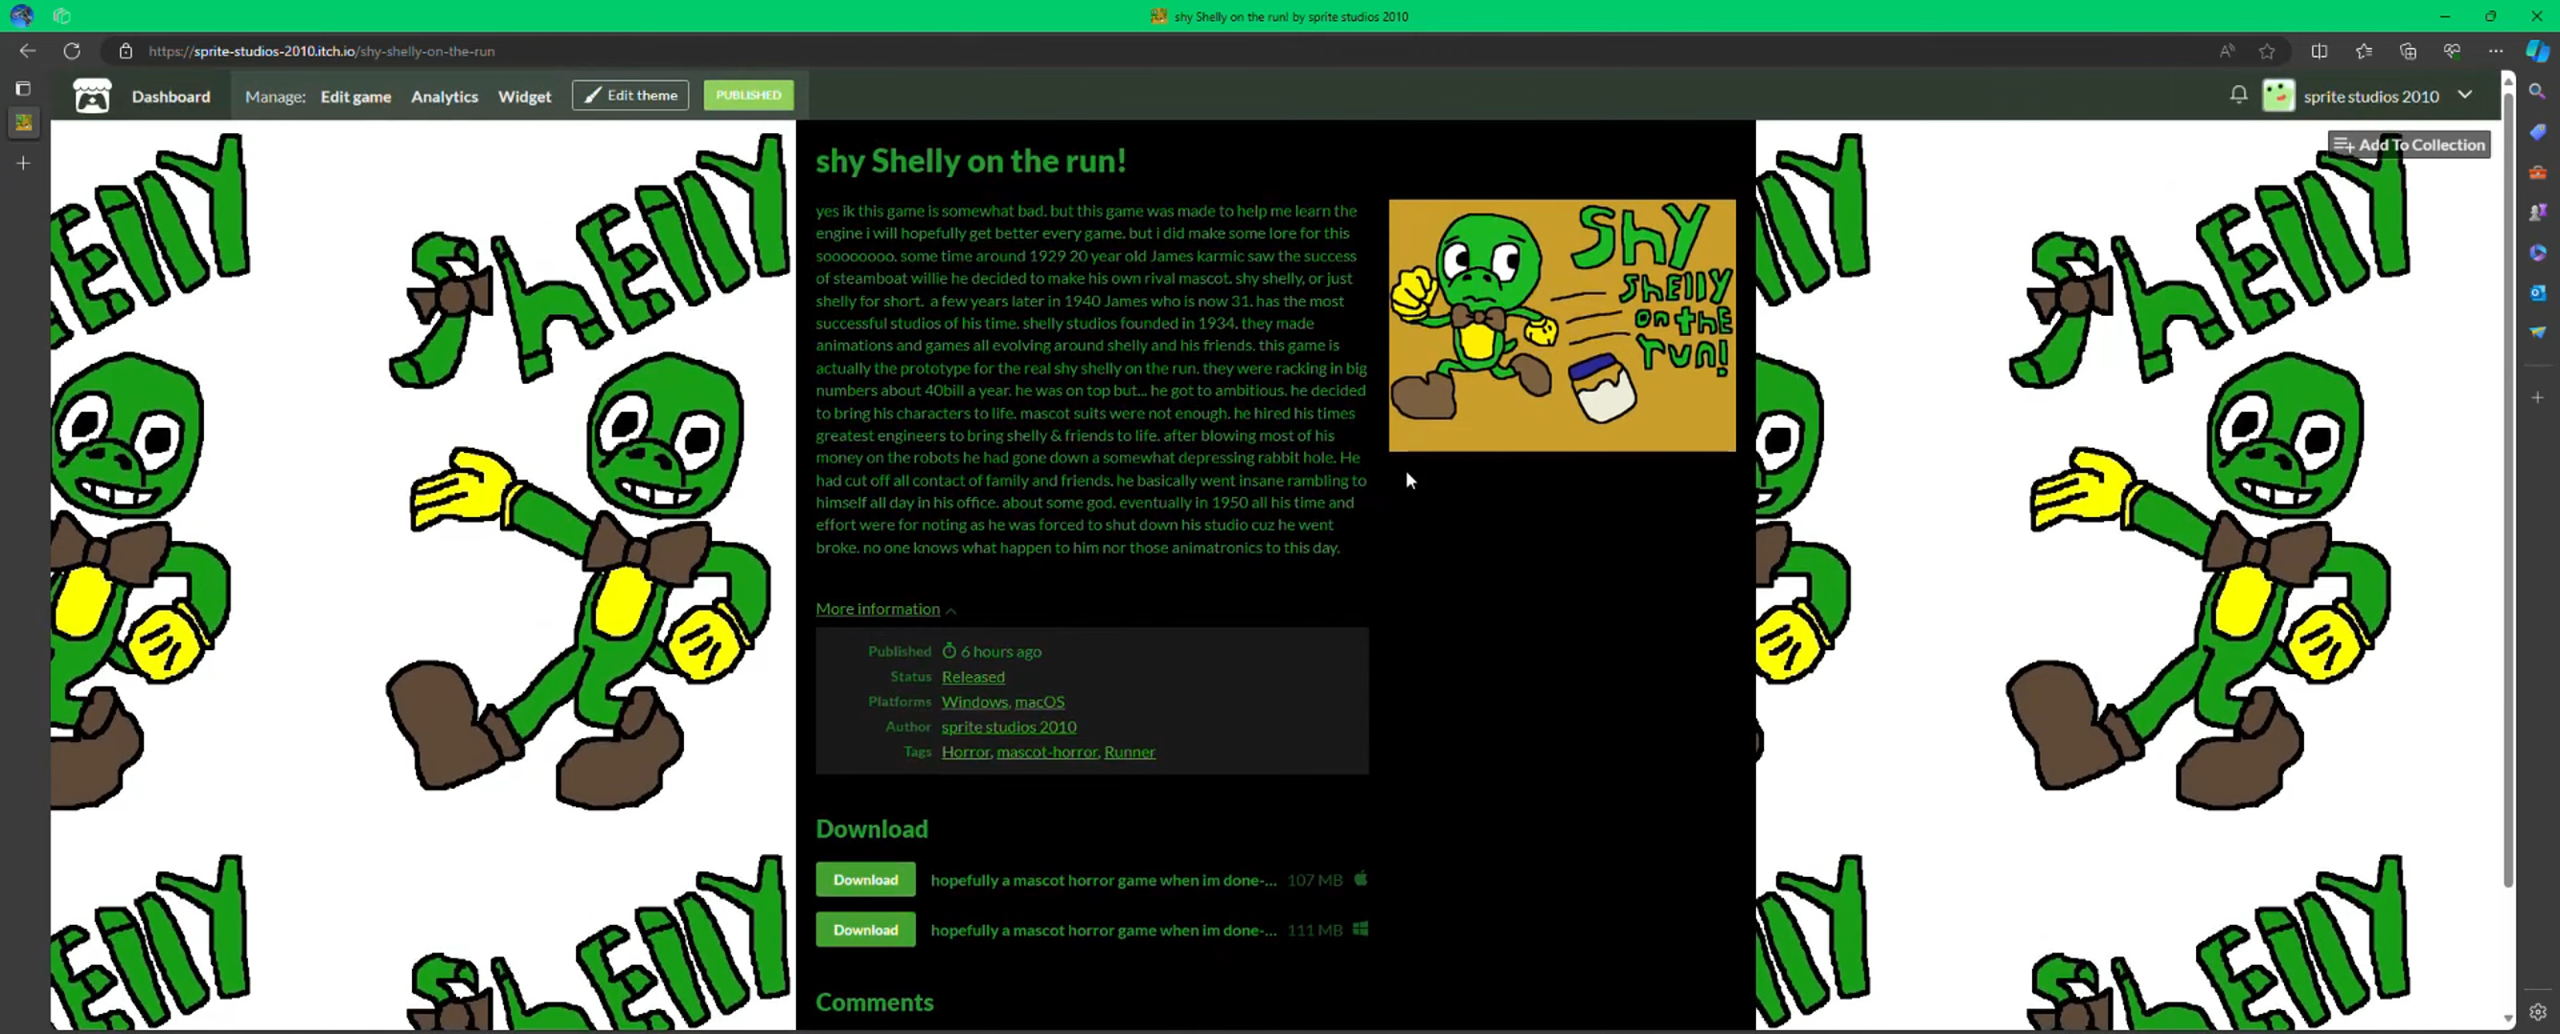 shy Shelly on the run! by sprite studios 2010
https://sprite-studios-2010.itch.io/shy-shelly-on-the-run
Dashboard
Manage: Edit game Analytics Widget Edit theme PUBLISHED
sprite studios 2010
Add To Collection
shy Shelly on the run!
yes ik this game is somewhat bad. but this game was made to help me learn the
engine i will hopefully get better every game. but i did make some lore for this
sooooooooo. some time around 1929 20 year old James karmic saw the success
of steamboat willie he decided to make his own rival mascot. shy shelly, or just
shelly for short. a few years later in 1940 James who is now 31. has the most
successful studios of his time. shelly studios founded in 1934. they made
animations and games all evolving around shelly and his friends. this game is
actually the prototype for the real shy shelly on the run. they were racking in big
numbers about 40bill a year. he was on top but... he got to ambitious. he decided
to bring his characters to life. mascot suits were not enough. he hired his times
greatest engineers to bring shelly & friends to life. after blowing most of his
money on the robots he had gone down a somewhat depressing rabbit hole. He
had cut off all contact of family and friends. he basically went insane rambling to
himself all day in his office. about some god. eventually in 1950 all his time and
effort were for noting as he was forced to shut down his studio cuz he went
broke. no one knows what happen to him nor those animatronics to this day.
Shy
Shelly
on the
run!
More information
Published 6 hours ago
Status Released
Platforms Windows, macOS
Author sprite studios 2010
Tags Horror, mascot-horror, Runner
Download
Download hopefully a mascot horror game when im done-... 107 MB
Download hopefully a mascot horror game when im done-... 111 MB
Comments
Elly
Shelly
Shelly
Elly
Shelly
Shelly